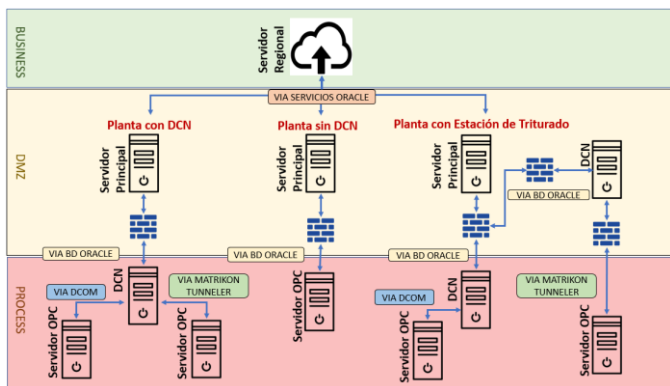 BUSINESS
Servidor
Regional
VIA SERVICIOS ORACLE
Planta con DCN
Planta sin DCN
Planta con Estación de Triturado
DMZ
Servidor
Principal
Servidor
Principal
Servidor
Principal
DCN
VIA BD ORACLE
VIA BD ORACLE
VIA BD ORACLE
VIA BD ORACLE
PROCESS
VIA DCOM
DCN
VIA MATRIKON
TUNNELER
Servidor OPC
Servidor OPC
Servidor OPC
VIA DCOM
DCN
VIA MATRIKON
TUNNELER
Servidor OPC
Servidor OPC